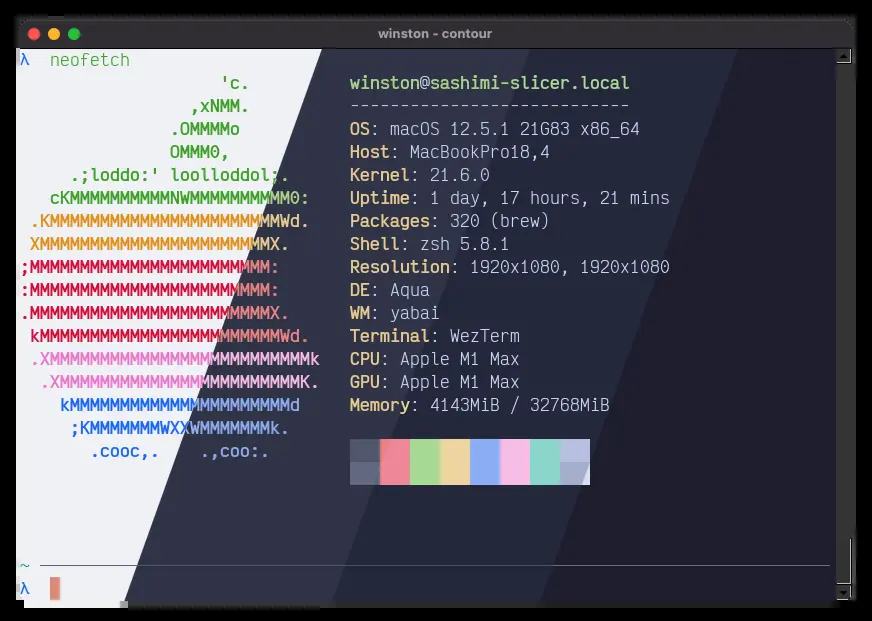 winston - contour
λ neofetch
'c.
,xNMM.
.OMMMMo
OMMM0,
.;loddo:' loolloddol;.
cKMMMMMMMMMMNWMMMMMMMMMM0:
.KMMMMMMMMMMMMMMMMMMMMMMMWd.
XMMMMMMMMMMMMMMMMMMMMMMMX.
;MMMMMMMMMMMMMMMMMMMMMMMM:
:MMMMMMMMMMMMMMMMMMMMMMMM:
.MMMMMMMMMMMMMMMMMMMMMMMMX.
kMMMMMMMMMMMMMMMMMMMMMMMMWd.
.XMMMMMMMMMMMMMMMMMMMMMMMMMMk
.XMMMMMMMMMMMMMMMMMMMMMMMMK.
kMMMMMMMMMMMMMMMMMMMMMMd
;KMMMMMMMWXXWMMMMMMMk.
.cooc,. .,coo:.
winston@sashimi-slicer.local
----------------------------
OS: macOS 12.5.1 21G83 x86_64
Host: MacBookPro18,4
Kernel: 21.6.0
Uptime: 1 day, 17 hours, 21 mins
Packages: 320 (brew)
Shell: zsh 5.8.1
Resolution: 1920x1080, 1920x1080
DE: Aqua
WM: yabai
Terminal: WezTerm
CPU: Apple M1 Max
GPU: Apple M1 Max
Memory: 4143MiB / 32768MiB
~
λ